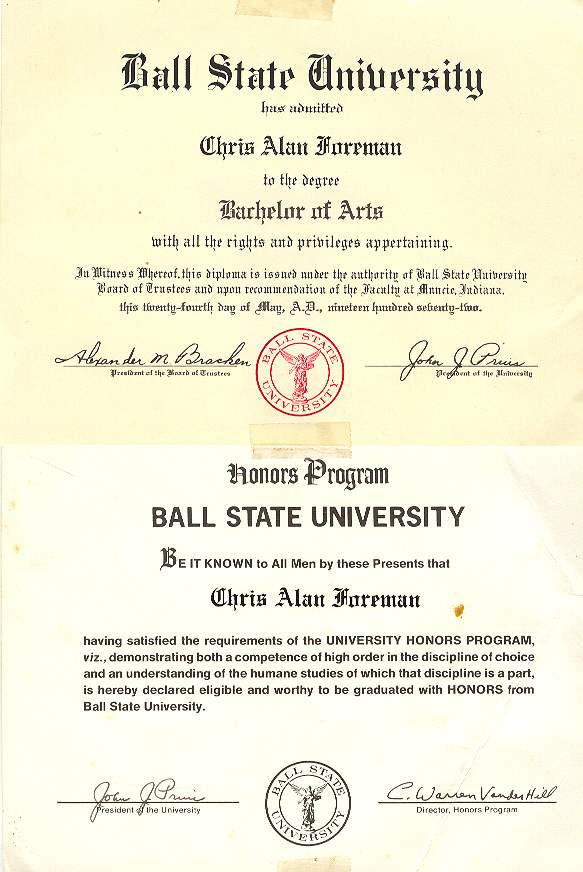 Ball State University
has admitted
Chris Alan Foreman
to the degree
Bachelor of Arts
with all the rights and privileges appertaining.
In Witness Whereof, this diploma is issued under the authority of Ball State University
Board of Trustees and upon recommendation of the Faculty at Muncie, Indiana,
this twenty-fourth day of May, A.D., nineteen hundred seventy-two.
Alexander M. Bracken
President of the Board of Trustees
BALL STATE UNIVERSITY
John J. Pruis
President of the University
Honors Program
BALL STATE UNIVERSITY
BE IT KNOWN to All Men by these Presents that
Chris Alan Foreman
having satisfied the requirements of the UNIVERSITY HONORS PROGRAM,
viz., demonstrating both a competence of high order in the discipline of choice
and an understanding of the humane studies of which that discipline is a part,
is hereby declared eligible and worthy to be graduated with HONORS from
Ball State University.
John J. Pruis
President of the University
BALL STATE UNIVERSITY
C. Warren Vander Hill
Director, Honors Program